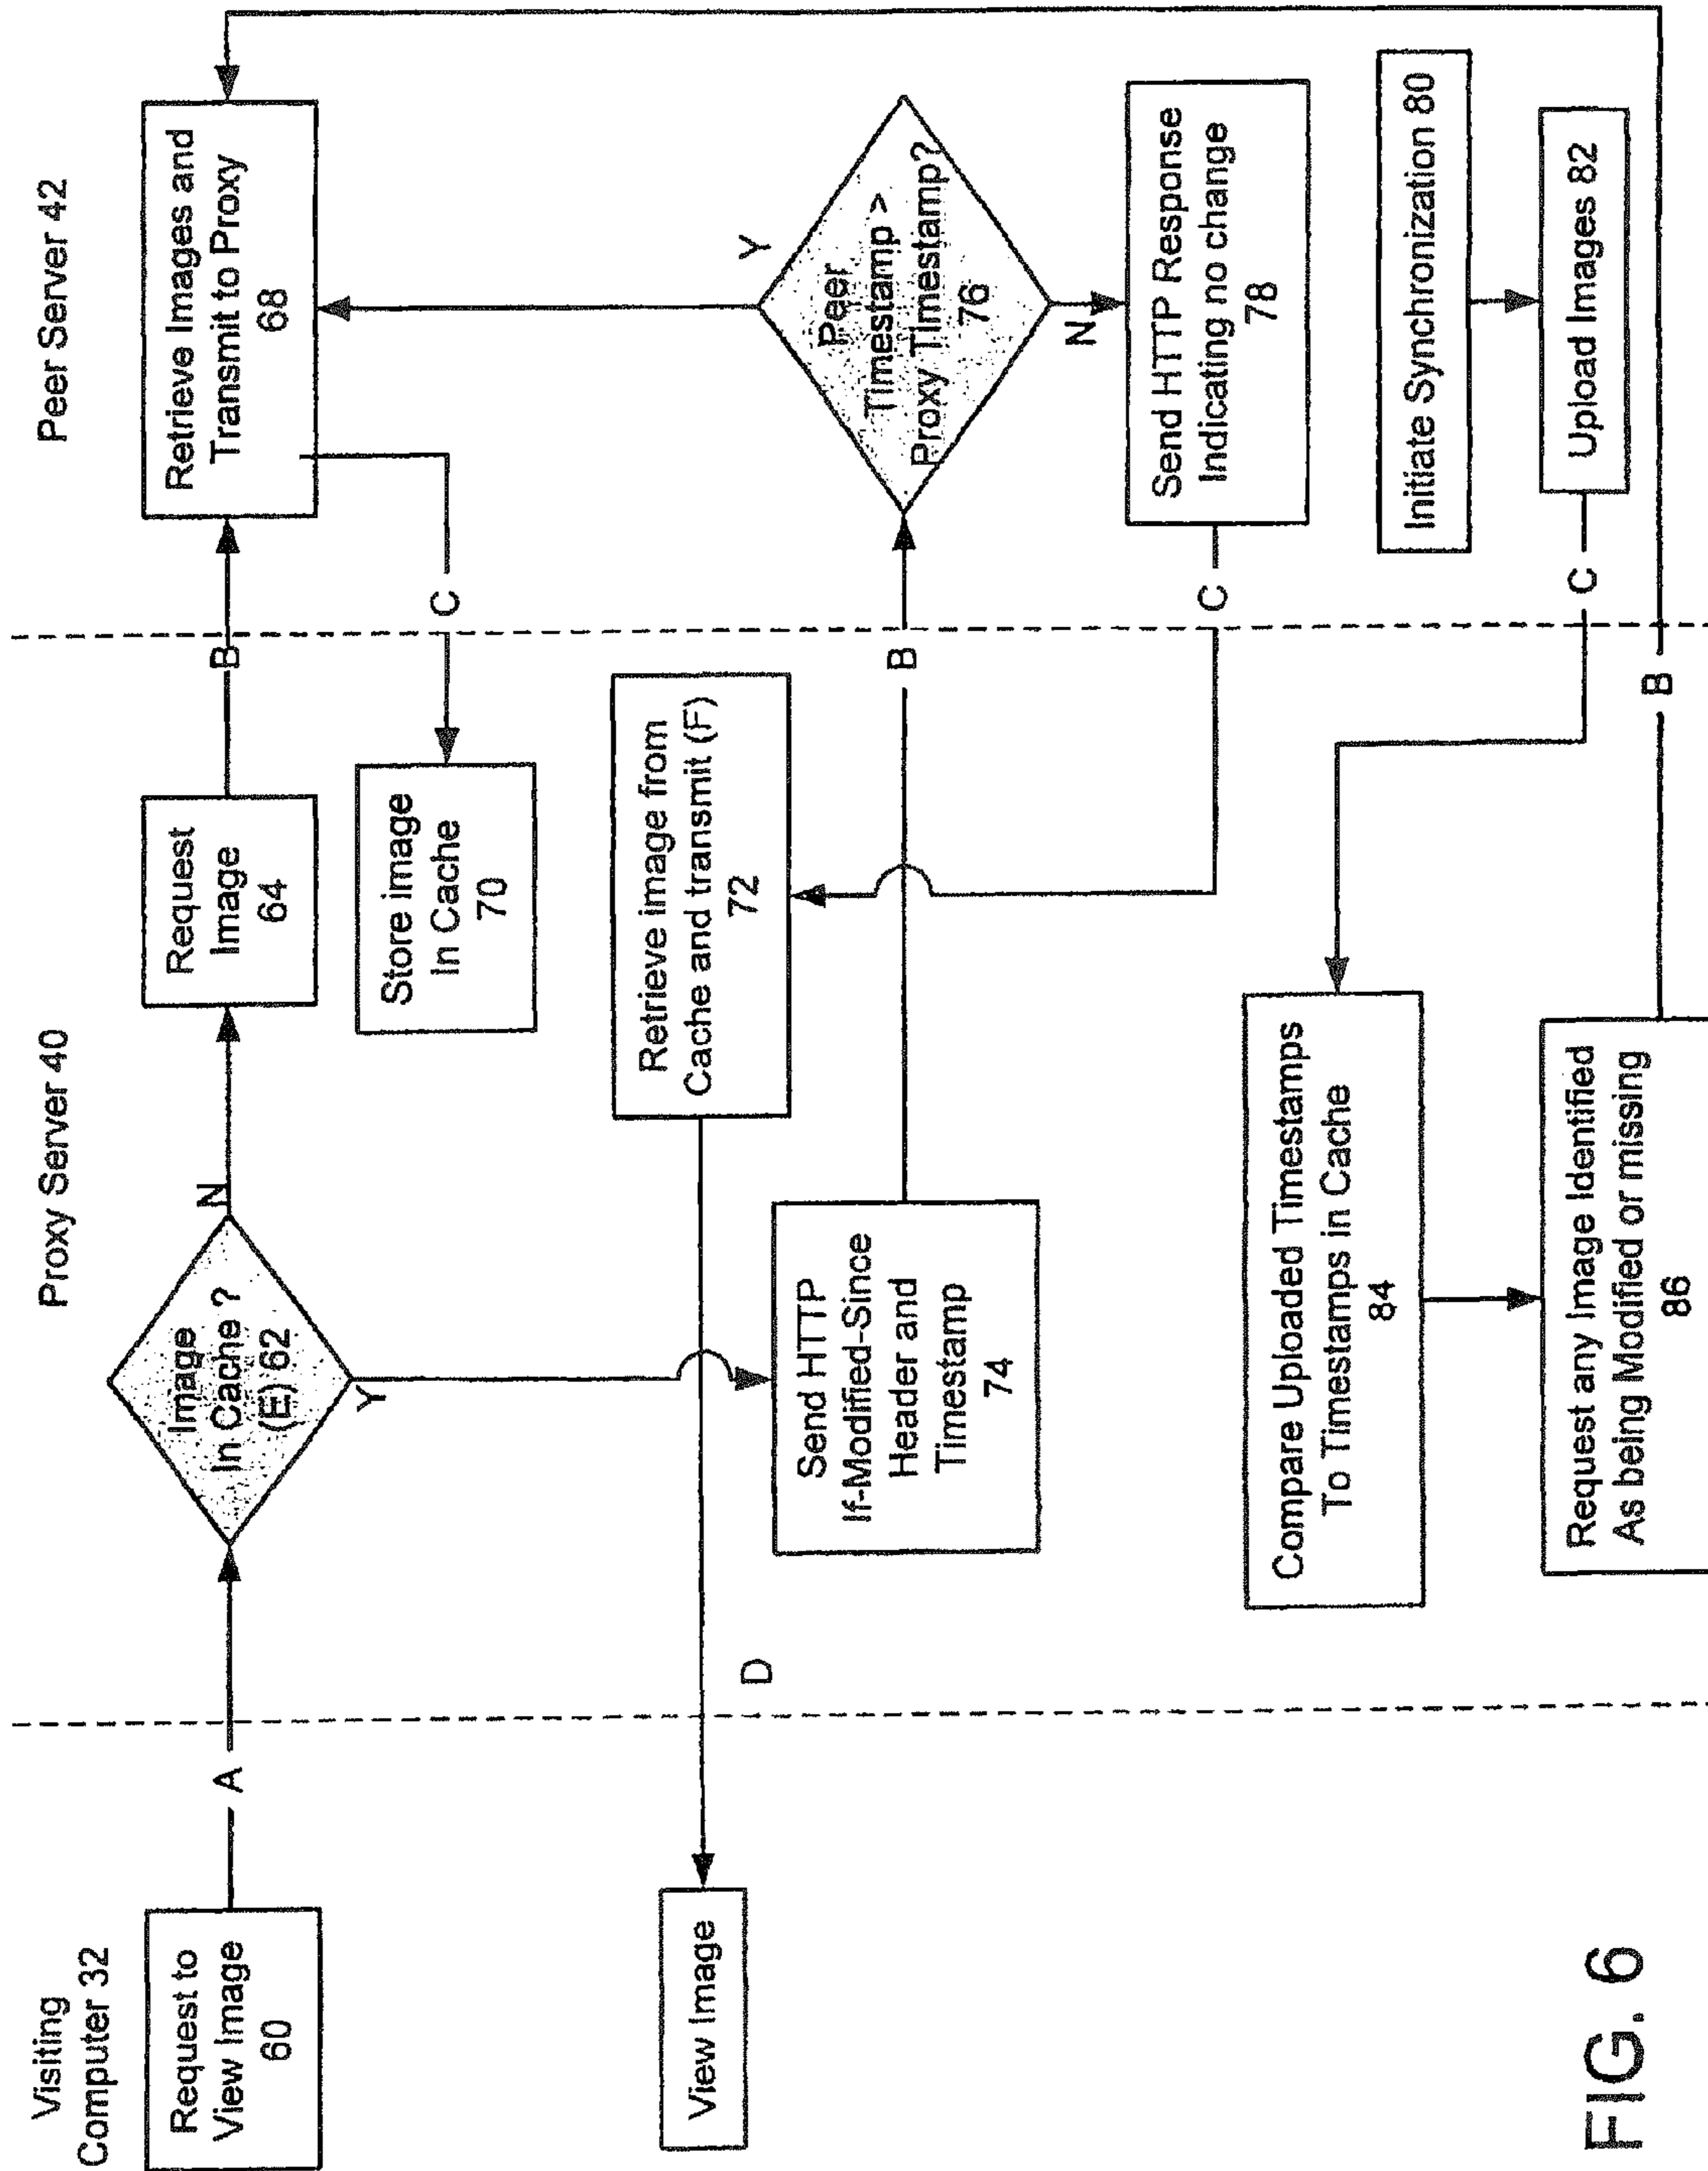 Visiting
Computer 32
Proxy Server 40
Peer Server 42
Request to
View Image
60
A
Image
In Cache ?
(E) 62
N
Y
Request
Image
64
B
Retrieve Images and
Transmit to Proxy
68
C
Store image
In Cache
70
Retrieve image from
Cache and transmit (F)
72
D
View Image
Send HTTP
If-Modified-Since
Header and
Timestamp
74
B
Peer
Timestamp >
Proxy Timestamp?
76
Y
N
Send HTTP Response
Indicating no change
78
C
Initiate Synchronization 80
Upload Images 82
C
Compare Uploaded Timestamps
To Timestamps in Cache
84
Request any Image Identified
As being Modified or missing
86
B
FIG. 6